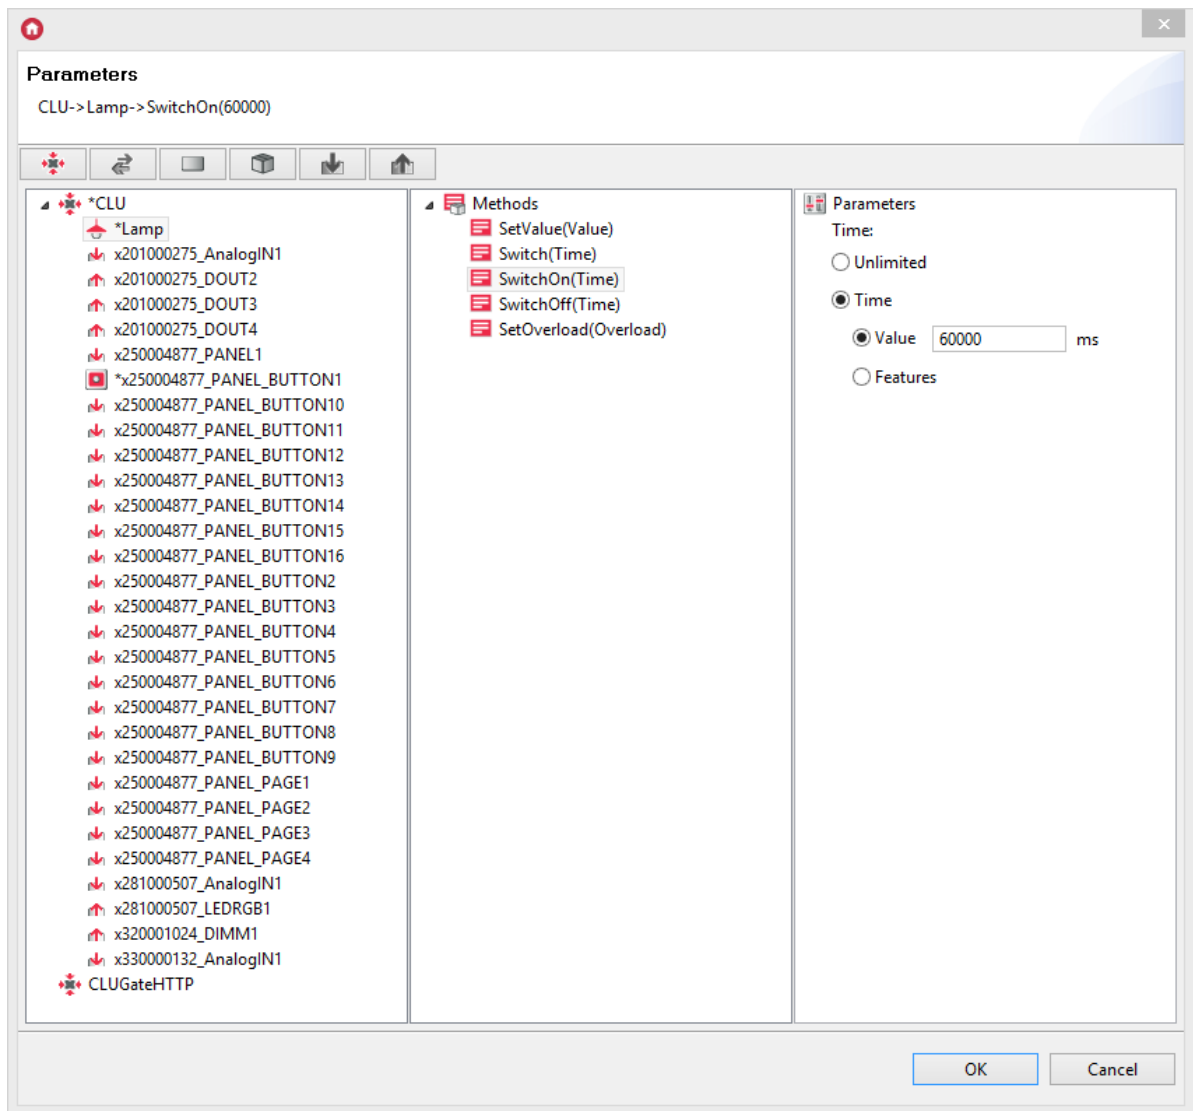 Parameters
CLU->Lamp->SwitchOn(60000)
*CLU
*Lamp
x201000275_AnalogIN1
x201000275_DOUT2
x201000275_DOUT3
x201000275_DOUT4
x250004877_PANEL1
*x250004877_PANEL_BUTTON1
x250004877_PANEL_BUTTON10
x250004877_PANEL_BUTTON11
x250004877_PANEL_BUTTON12
x250004877_PANEL_BUTTON13
x250004877_PANEL_BUTTON14
x250004877_PANEL_BUTTON15
x250004877_PANEL_BUTTON16
x250004877_PANEL_BUTTON2
x250004877_PANEL_BUTTON3
x250004877_PANEL_BUTTON4
x250004877_PANEL_BUTTON5
x250004877_PANEL_BUTTON6
x250004877_PANEL_BUTTON7
x250004877_PANEL_BUTTON8
x250004877_PANEL_BUTTON9
x250004877_PANEL_PAGE1
x250004877_PANEL_PAGE2
x250004877_PANEL_PAGE3
x250004877_PANEL_PAGE4
x281000507_AnalogIN1
x281000507_LEDRGB1
x320001024_DIMM1
x330000132_AnalogIN1
CLUGateHTTP
Methods
SetValue(Value)
Switch(Time)
SwitchOn(Time)
SwitchOff(Time)
SetOverload(Overload)
Parameters
Time:
Unlimited
Time
Value 60000 ms
Features
OK Cancel